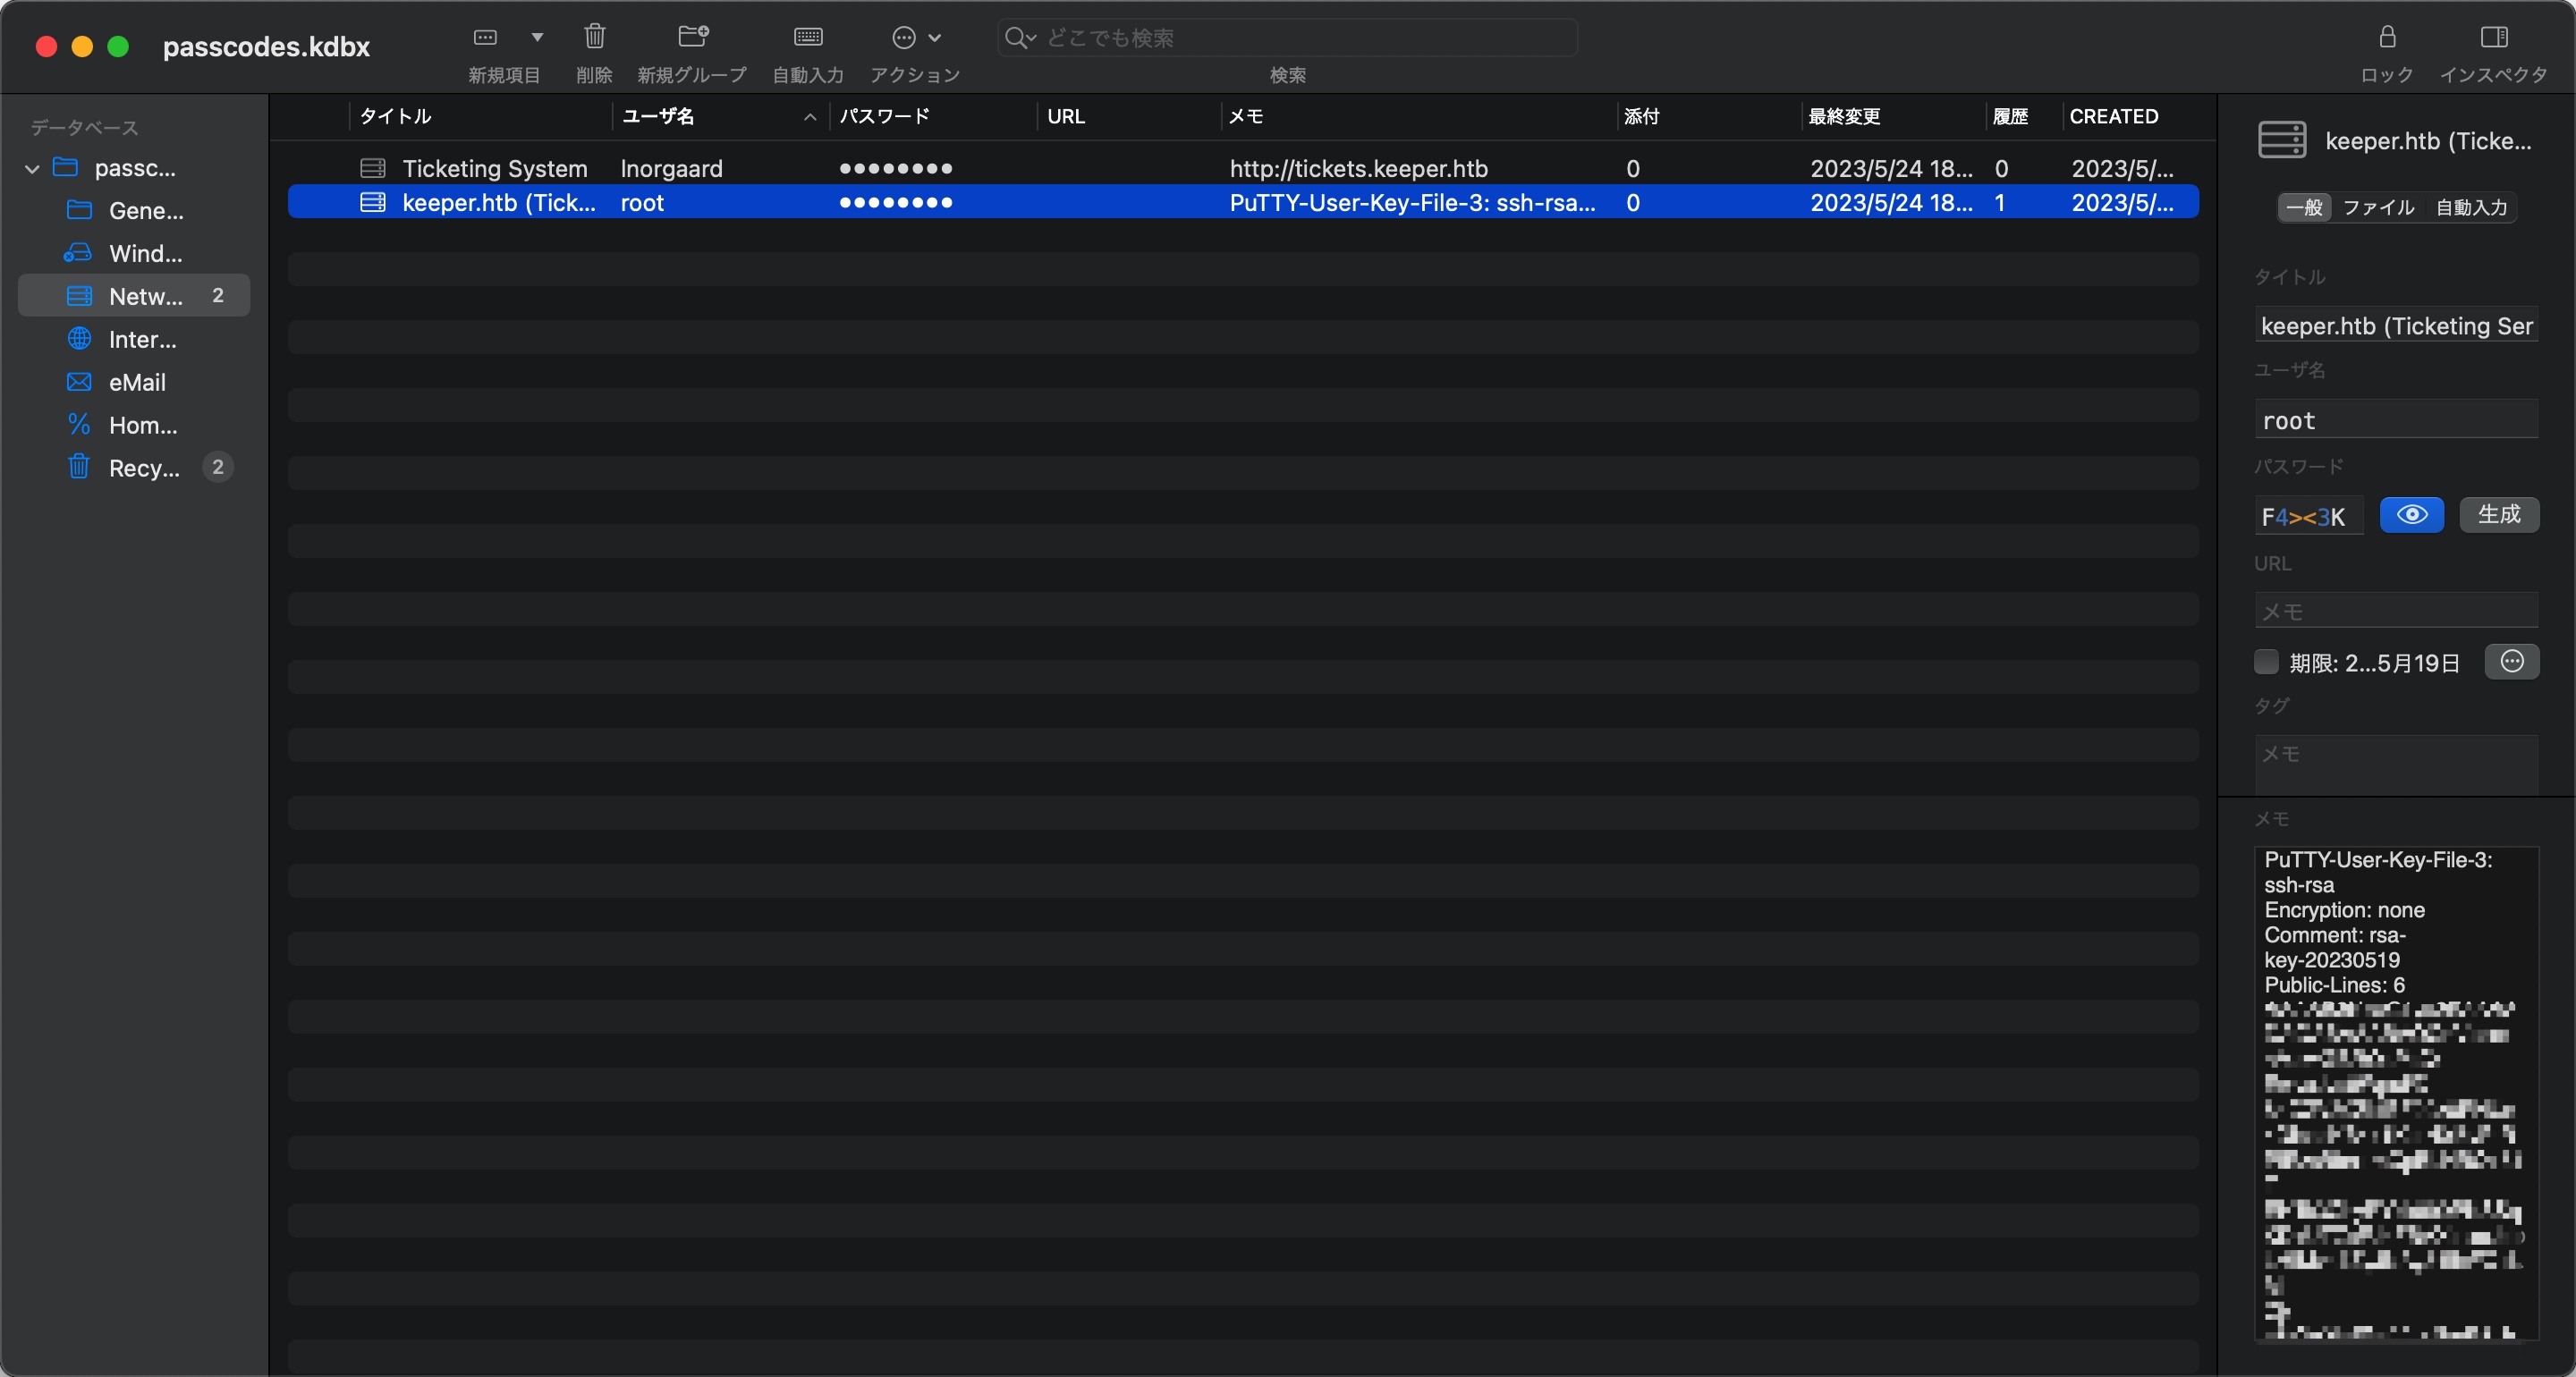 passcodes.kdbx
新規項目
削除
新規グループ
自動入力
アクション
どこでも検索
検索
ロック
インスペクタ
データベース
passc...
Gene...
Wind...
Netw... 2
Inter...
eMail
Hom...
Recy... 2
タイトル ユーザ名 パスワード URL メモ 添付 最終変更 履歴 CREATED
Ticketing System lnorgaard ●●●●●●●● http://tickets.keeper.htb 0 2023/5/24 18... 0 2023/5/...
keeper.htb (Tick... root ●●●●●●●● PuTTY-User-Key-File-3: ssh-rsa... 0 2023/5/24 18... 1 2023/5/...
keeper.htb (Ticke...
一般 ファイル 自動入力
タイトル
keeper.htb (Ticketing Ser
ユーザ名
root
パスワード
F4><3K
生成
URL
メモ
期限: 2...5月19日
タグ
メモ
メモ
PuTTY-User-Key-File-3:
ssh-rsa
Encryption: none
Comment: rsa-
key-20230519
Public-Lines: 6